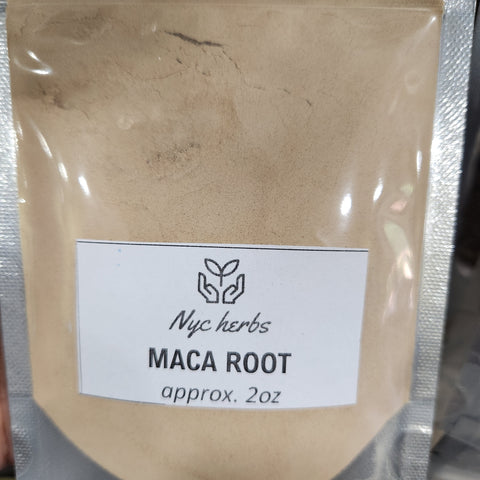 Nyc herbs
MACA ROOT
approx. 2oz